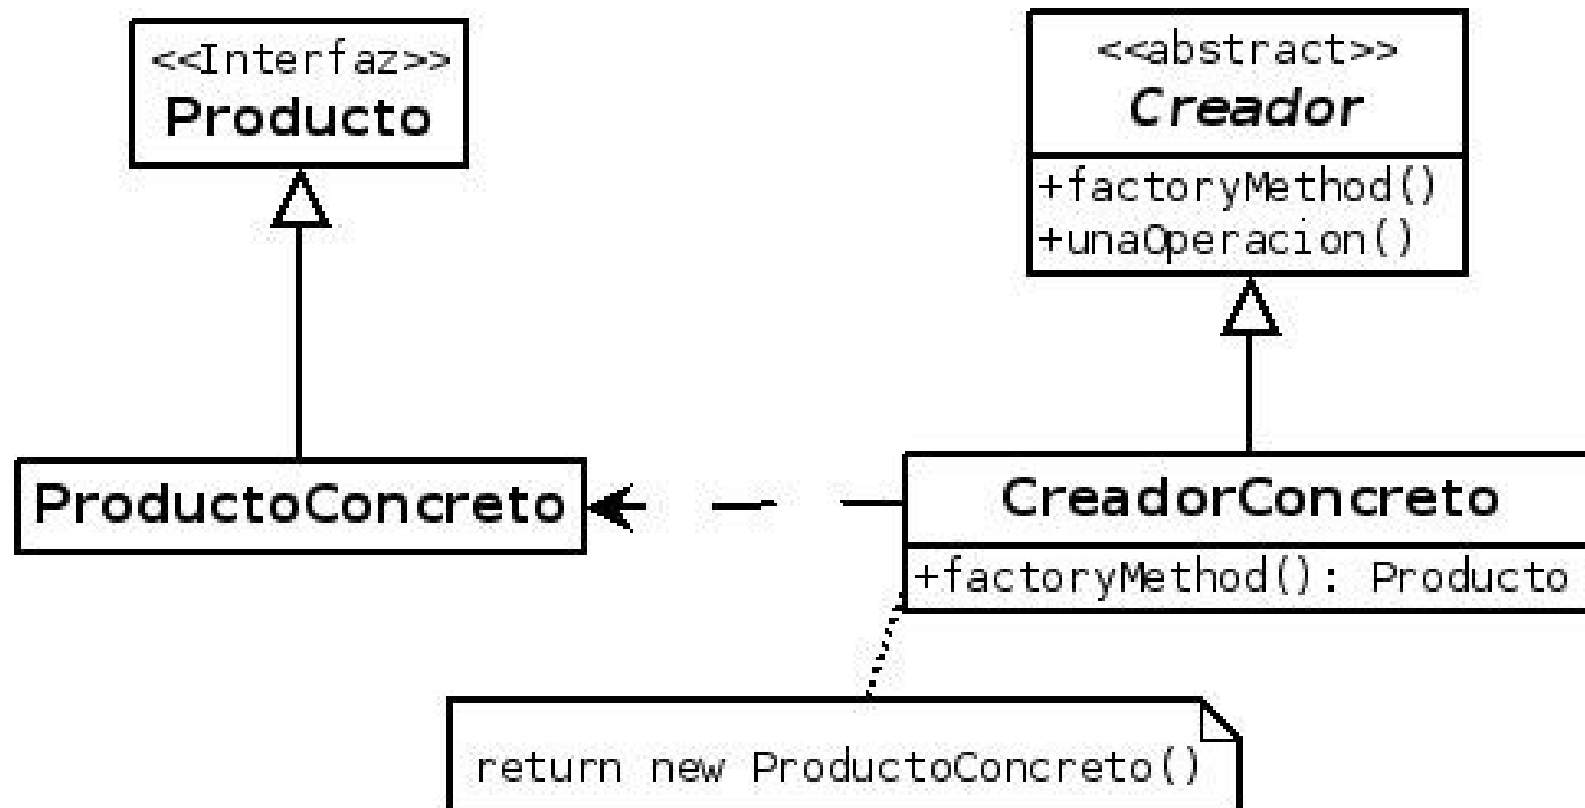 <<Interfaz>>
Producto
<<abstract>>
Creador
+factoryMethod()
+unaOperacion()
ProductoConcreto
CreadorConcreto
+factoryMethod(): Producto
return new ProductoConcreto()